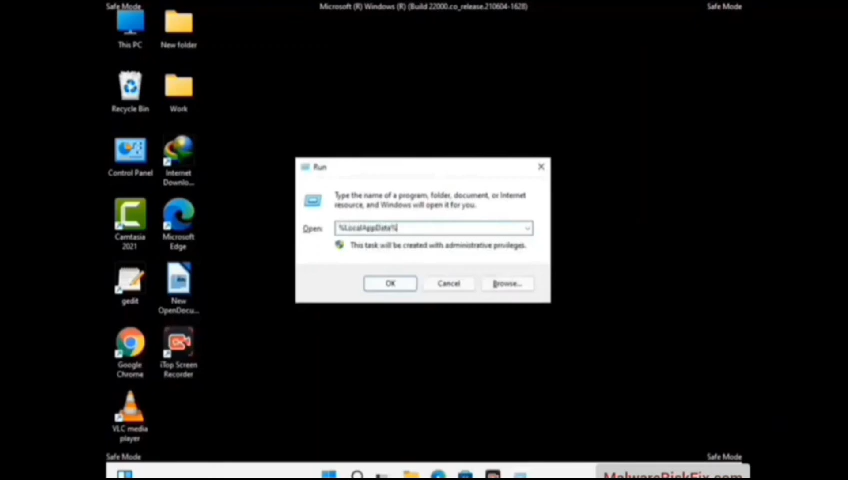 Safe Mode
Microsoft (R) Windows (R) (Build 22000.co_release.210604-1628)
Safe Mode
This PC
New folder
Recycle Bin
Work
Control Panel
Internet
Downlo...
Camtasia
2021
Microsoft
Edge
gedit
New
OpenDocu...
Google
Chrome
iTop Screen
Recorder
VLC media
player
Run
Type the name of a program, folder, document, or Internet
resource, and Windows will open it for you.
Open:
%LocalAppData%
This task will be created with administrative privileges.
OK
Cancel
Browse...
Safe Mode
Safe Mode
MalwareRiskFix.com